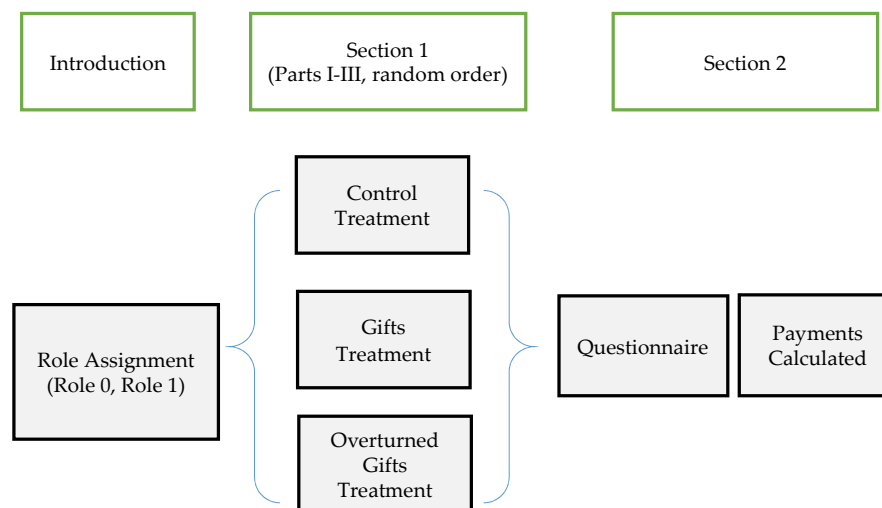 Introduction
Section 1
(Parts I-III, random order)
Section 2
Control
Treatment
Gifts
Treatment
Overturned
Gifts
Treatment
Role Assignment
(Role 0, Role 1)
Questionnaire
Payments
Calculated